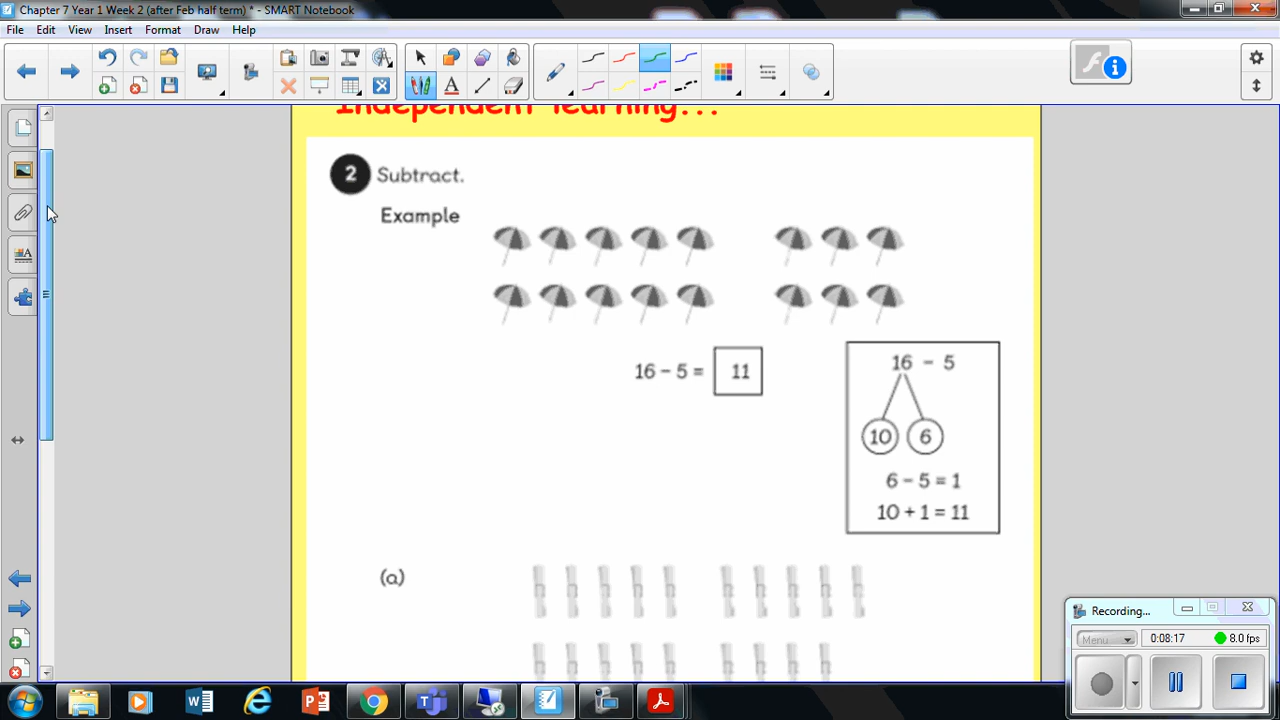 Chapter 7 Year 1 Week 2 (after Feb half term) * - SMART Notebook
File Edit View Insert Format Draw Help
Independent learning...
2 Subtract.
Example
16 - 5 = 11
16 - 5
10 6
6 - 5 = 1
10 + 1 = 11
(a)
Recording...
Menu 0:08:17 8.0 fps